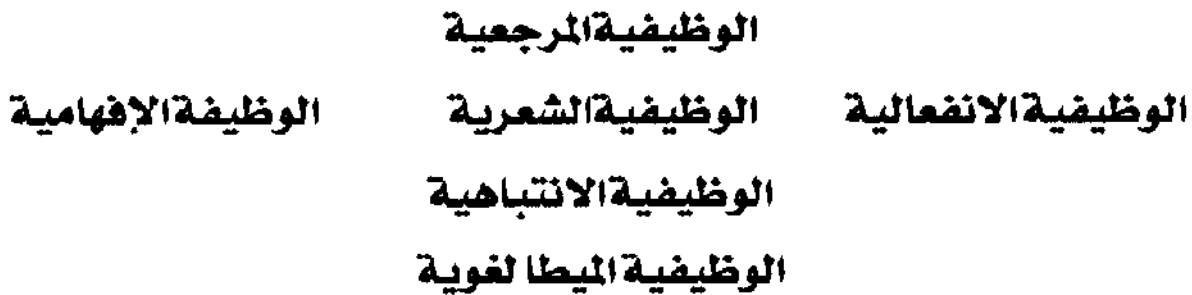 الوظيفية المرجعية
الوظيفية الانفعالية الوظيفية الشعرية الوظيفة الإفهامية
الوظيفية الانتباهية
الوظيفية الميطا لغوية